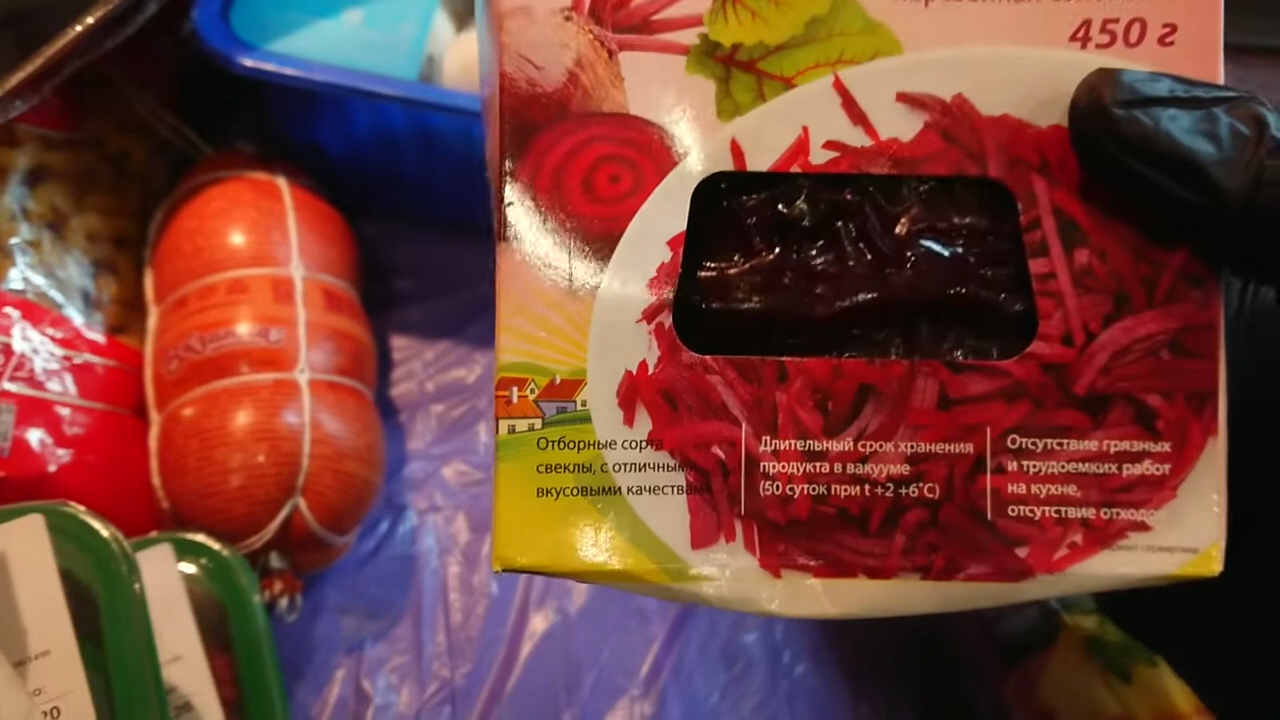 450 г
Отборные сорта
свеклы, с отличными
вкусовыми качествами
Длительный срок хранения
продукта в вакууме
(50 суток при t +2 +6°C)
Отсутствие грязных
и трудоемких работ
на кухне,
отсутствие отходо